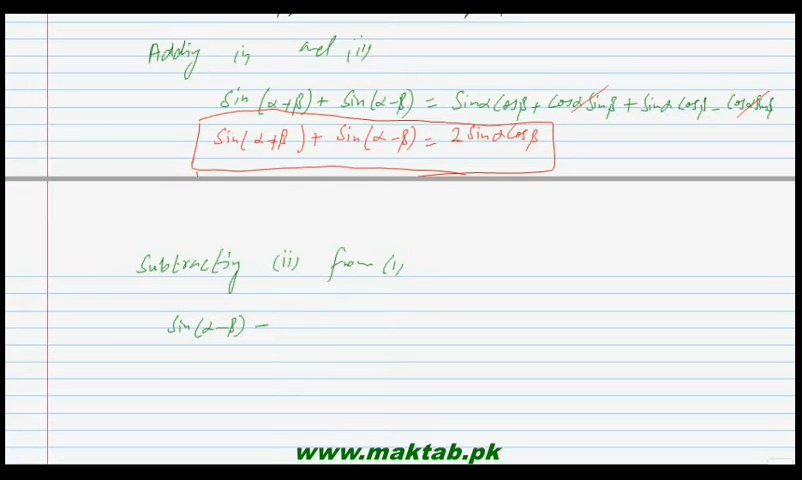 Adding (i) and (ii)
Sin(α+β) + Sin(α-β) = Sinα Cosβ + Cosα Sinβ + Sinα Cosβ - Cosα Sinβ
Sin(α+β) + Sin(α-β) = 2 Sinα Cosβ
Subtracting (ii) from (i)
Sin(α-β) -
www.maktab.pk